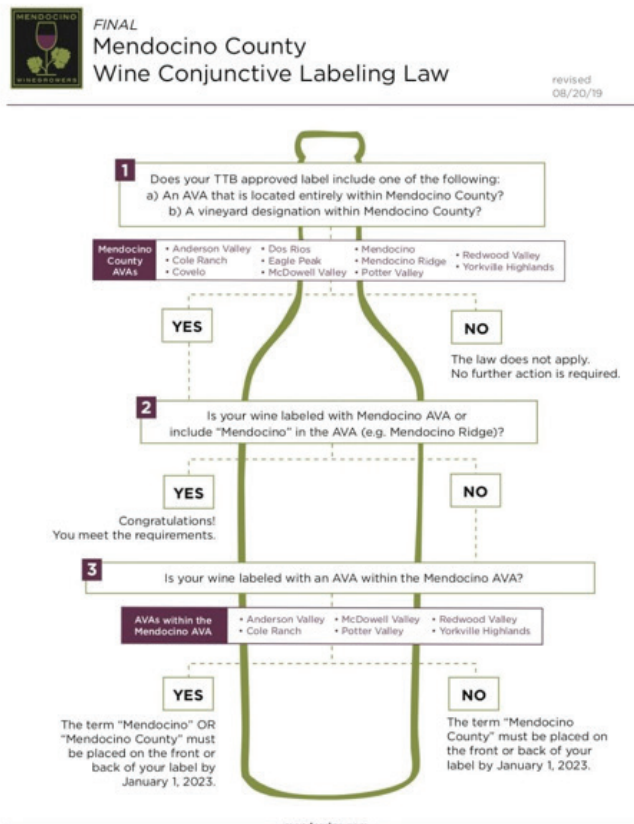 MENDOCINO
WINEGROWERS
FINAL
Mendocino County
Wine Conjunctive Labeling Law
revised
08/20/19
1
Does your TTB approved label include one of the following:
a) An AVA that is located entirely within Mendocino County?
b) A vineyard designation within Mendocino County?
Mendocino
County
AVAs
• Anderson Valley
• Cole Ranch
• Covelo
• Dos Rios
• Eagle Peak
• McDowell Valley
• Mendocino
• Mendocino Ridge
• Potter Valley
• Redwood Valley
• Yorkville Highlands
YES
NO
The law does not apply.
No further action is required.
2
Is your wine labeled with Mendocino AVA or
include “Mendocino” in the AVA (e.g. Mendocino Ridge)?
YES
Congratulations!
You meet the requirements.
NO
3
Is your wine labeled with an AVA within the Mendocino AVA?
AVAs within the
Mendocino AVA
• Anderson Valley
• Cole Ranch
• McDowell Valley
• Potter Valley
• Redwood Valley
• Yorkville Highlands
YES
The term “Mendocino” OR
“Mendocino County” must
be placed on the front or
back of your label by
January 1, 2023.
NO
The term “Mendocino
County” must be placed on
the front or back of your
label by January 1, 2023.